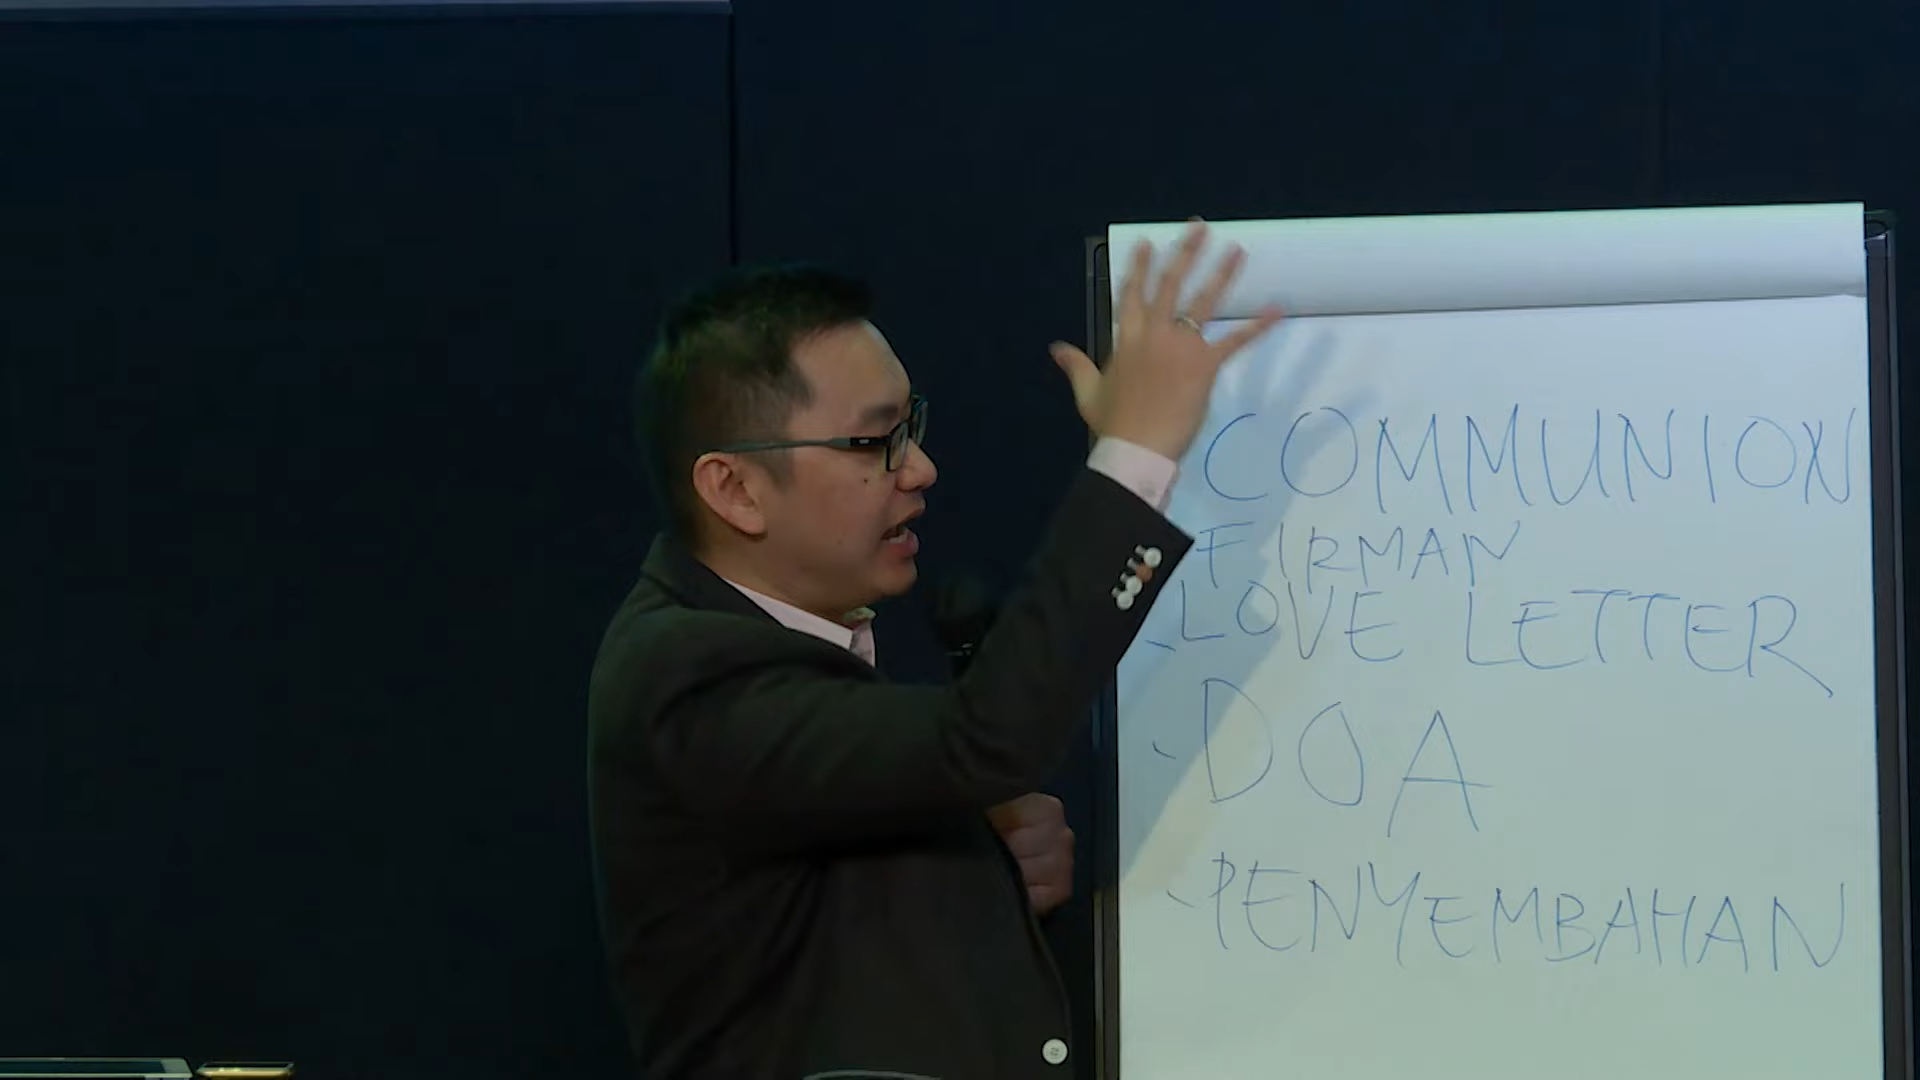 COMMUNION
FIRMAN
- LOVE LETTER
- DOA
- PENYEMBAHAN